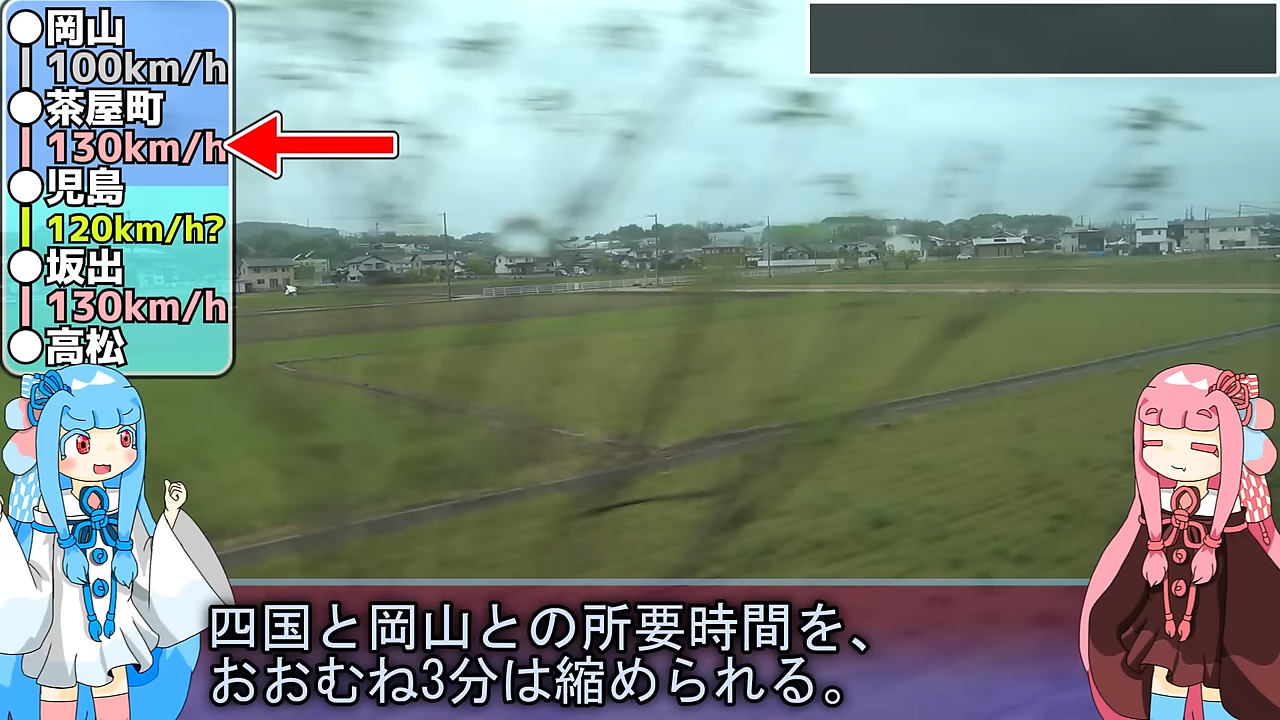 岡山
100km/h
茶屋町
130km/h
児島
120km/h?
坂出
130km/h
高松
四国と岡山との所要時間を、
おおむね3分は縮められる。